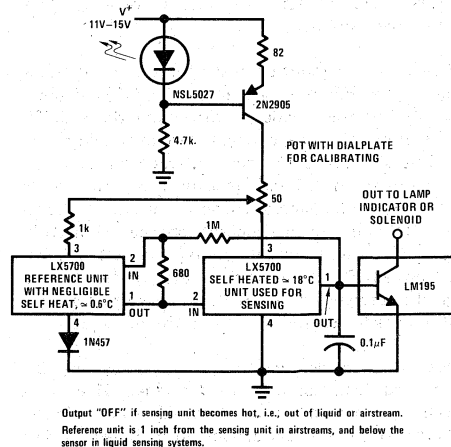 V+
11V–15V
82
NSL5027
2N2905
4.7k
POT WITH DIALPLATE
FOR CALIBRATING
OUT TO LAMP
INDICATOR OR
SOLENOID
50
1k
1M
3
3
2
IN
680
LX5700
REFERENCE UNIT
WITH NEGLIGIBLE
SELF HEAT, ≃ 0.6°C
1
OUT
2
IN
LX5700
SELF HEATED ≃ 18°C
UNIT USED FOR
SENSING
1
OUT
LM195
4
4
1N457
0.1μF
Output "OFF" if sensing unit becomes hot, i.e., out of liquid or airstream.
Reference unit is 1 inch from the sensing unit in airstreams, and below the
sensor in liquid sensing systems.